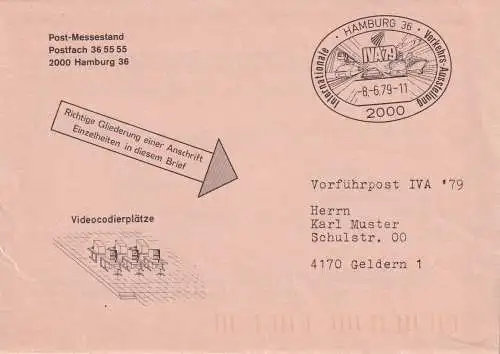 Post-Messestand
Postfach 36 55 55
2000 Hamburg 36
· HAMBURG 36 ·
Internationale Verkehrs-Ausstellung
IVA 79
-8.-6.79-11
2000
Richtige Gliederung einer Anschrift
Einzelheiten in diesem Brief
Vorführpost IVA '79
Herrn
Karl Muster
Schulstr. 00
4170 Geldern 1
Videocodierplätze